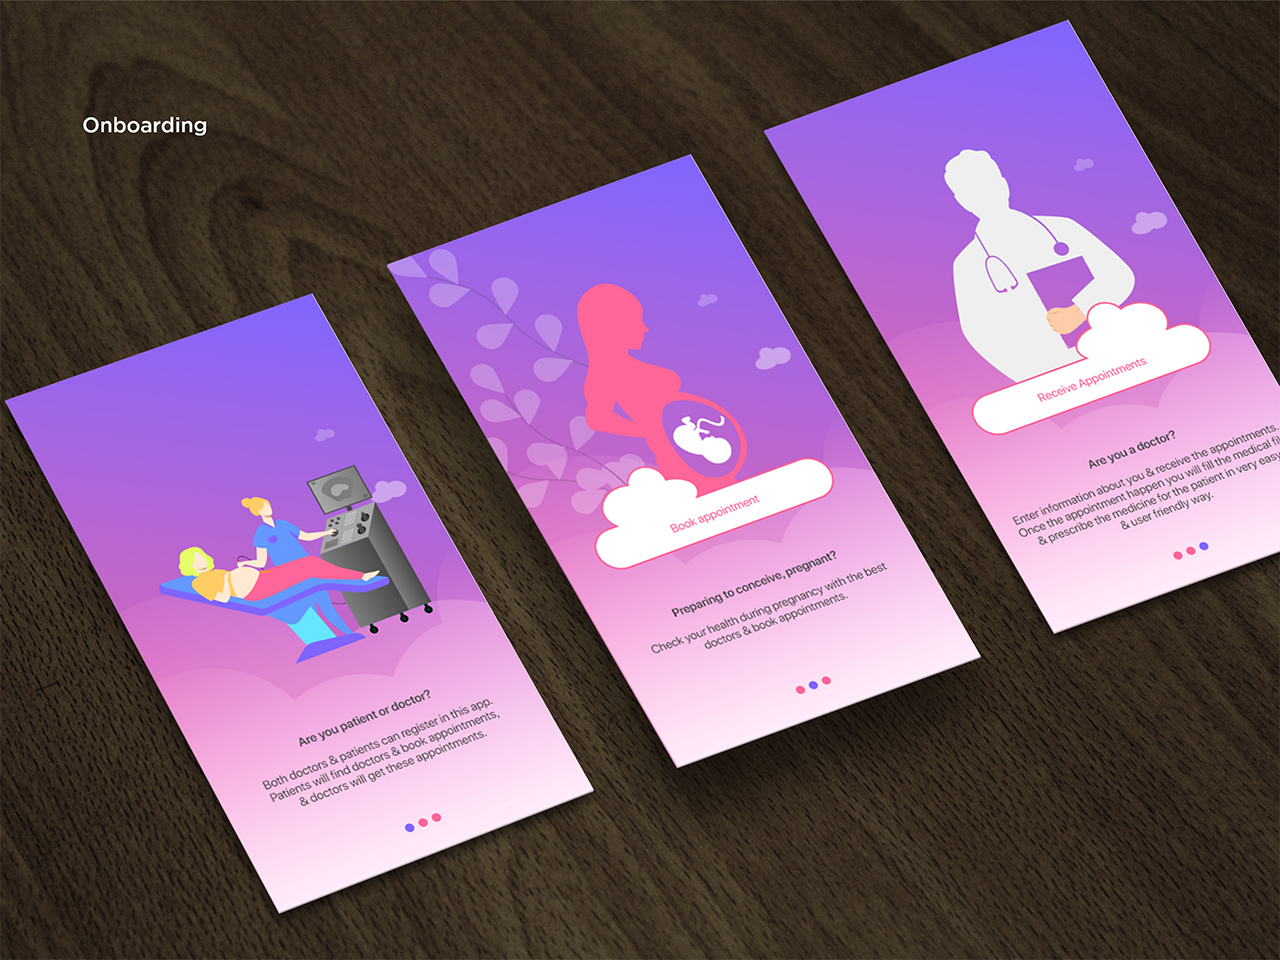 Onboarding
Are you patient or doctor?
Both doctors & patients can register in this app.
Patients will find doctors & book appointments,
& doctors will get these appointments.
Book appointment
Preparing to conceive, pregnant?
Check your health during pregnancy with the best
doctors & book appointments.
Receive Appointments
Are you a doctor?
Enter information about you & receive the appointments.
Once the appointment happen you will fill the medical
& prescribe the medicine for the patient in very easy
& user friendly way.